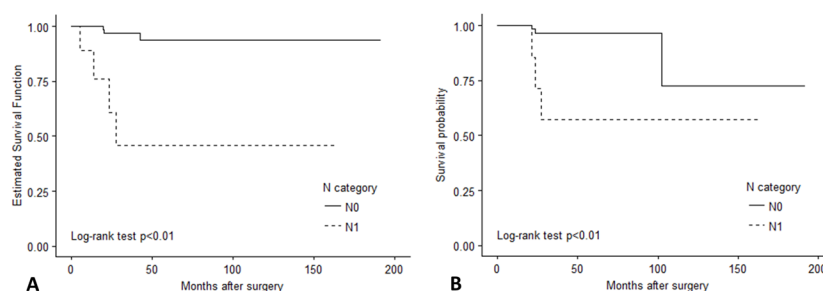 Estimated Survival Function
1.00
0.75
0.50
0.25
0.00
N category
N0
N1
Log-rank test p<0.01
0
50
100
150
200
Months after surgery
A
Survival probability
1.00
0.75
0.50
0.25
0.00
N category
N0
N1
Log-rank test p<0.01
0
50
100
150
200
Months after surgery
B